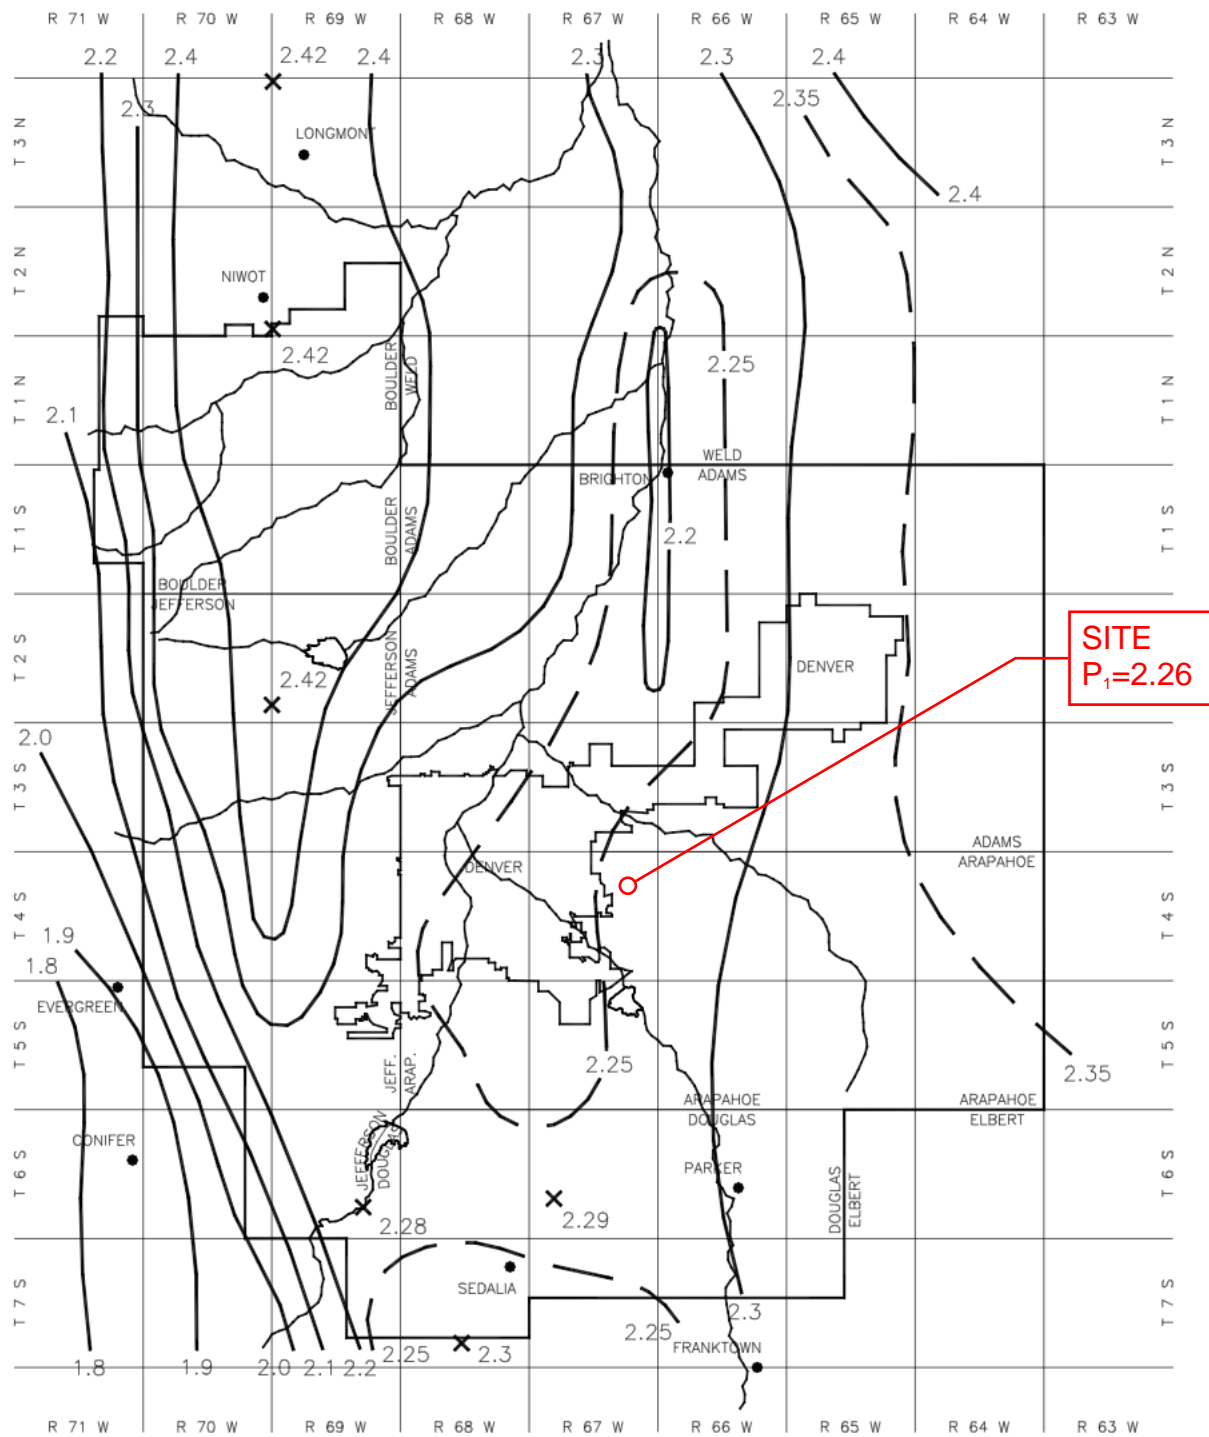 R 71 W R 70 W R 69 W R 68 W R 67 W R 66 W R 65 W R 64 W R 63 W
2.2 2.4 2.42 2.4 2.3 2.3 2.4
2.3 2.35
LONGMONT
T 3 N T 3 N
2.4
NIWOT
T 2 N T 2 N
2.42 2.25
BOULDER
WELD
T 1 N T 1 N
2.1
WELD
ADAMS
BRIGHTON
T 1 S T 1 S
BOULDER
ADAMS
2.2
BOULDER
JEFFERSON
SITE
P₁=2.26
T 2 S T 2 S
JEFFERSON
ADAMS
DENVER
2.42
2.0
T 3 S T 3 S
ADAMS
ARAPAHOE
DENVER
T 4 S T 4 S
1.9
1.8
EVERGREEN
T 5 S T 5 S
JEFF.
ARAP.
2.25
2.35
ARAPAHOE
DOUGLAS
ARAPAHOE
ELBERT
CONIFER
JEFFERSON
DOUGLAS
PARKER
T 6 S T 6 S
DOUGLAS
ELBERT
2.28 2.29
SEDALIA
T 7 S T 7 S
2.3
2.25
FRANKTOWN
1.8 1.9 2.0 2.1 2.2 2.25 2.3
R 71 W R 70 W R 69 W R 68 W R 67 W R 66 W R 65 W R 64 W R 63 W